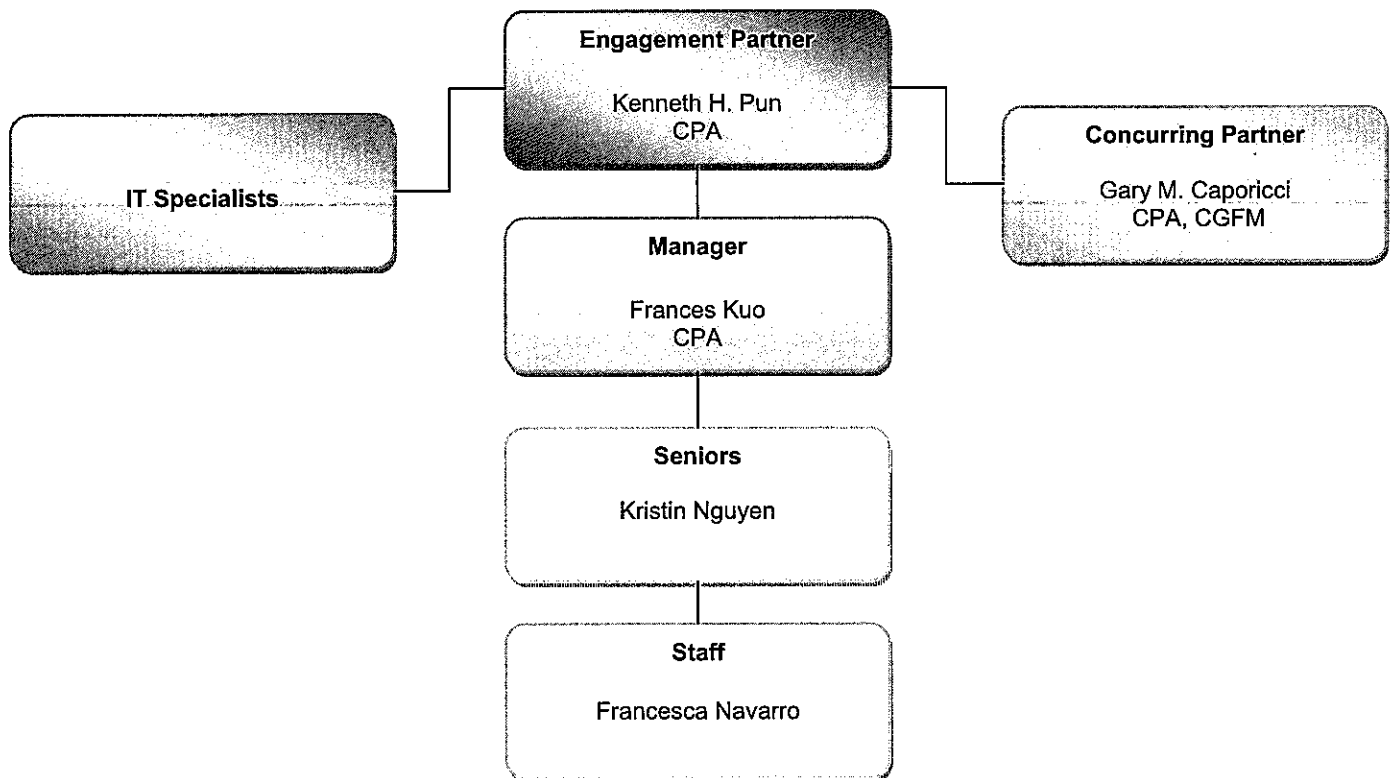 Engagement Partner
Kenneth H. Pun
CPA
IT Specialists
Concurring Partner
Gary M. Caporicci
CPA, CGFM
Manager
Frances Kuo
CPA
Seniors
Kristin Nguyen
Staff
Francesca Navarro